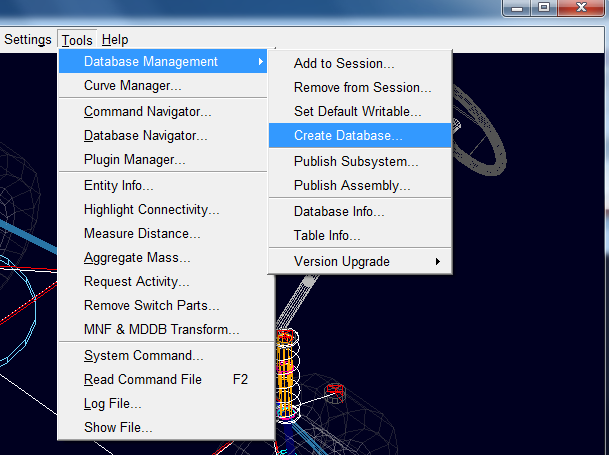 Settings Tools Help
Database Management
Curve Manager...
Command Navigator...
Database Navigator...
Plugin Manager...
Entity Info...
Highlight Connectivity...
Measure Distance...
Aggregate Mass...
Request Activity...
Remove Switch Parts...
MNF & MDDB Transform...
System Command...
Read Command File F2
Log File...
Show File...
Add to Session...
Remove from Session...
Set Default Writable...
Create Database...
Publish Subsystem...
Publish Assembly...
Database Info...
Table Info...
Version Upgrade